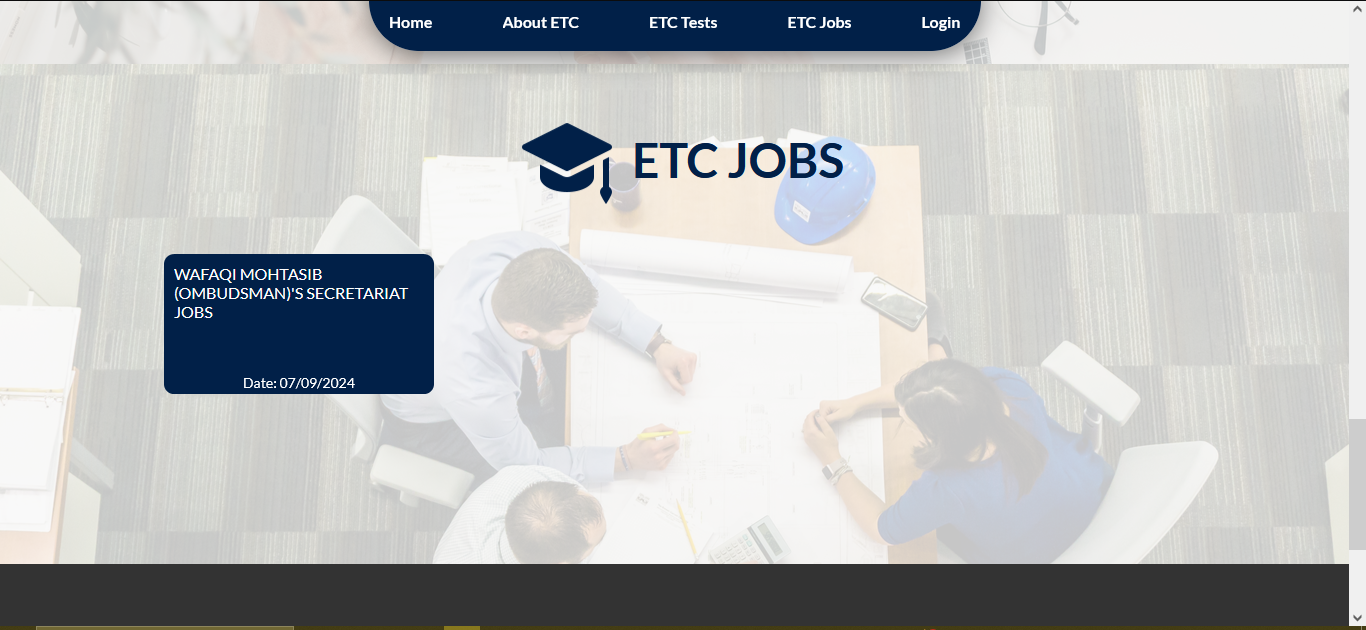 Home About ETC ETC Tests ETC Jobs Login
ETC JOBS
WAFAQI MOHTASIB
(OMBUDSMAN)'S SECRETARIAT
JOBS
Date: 07/09/2024